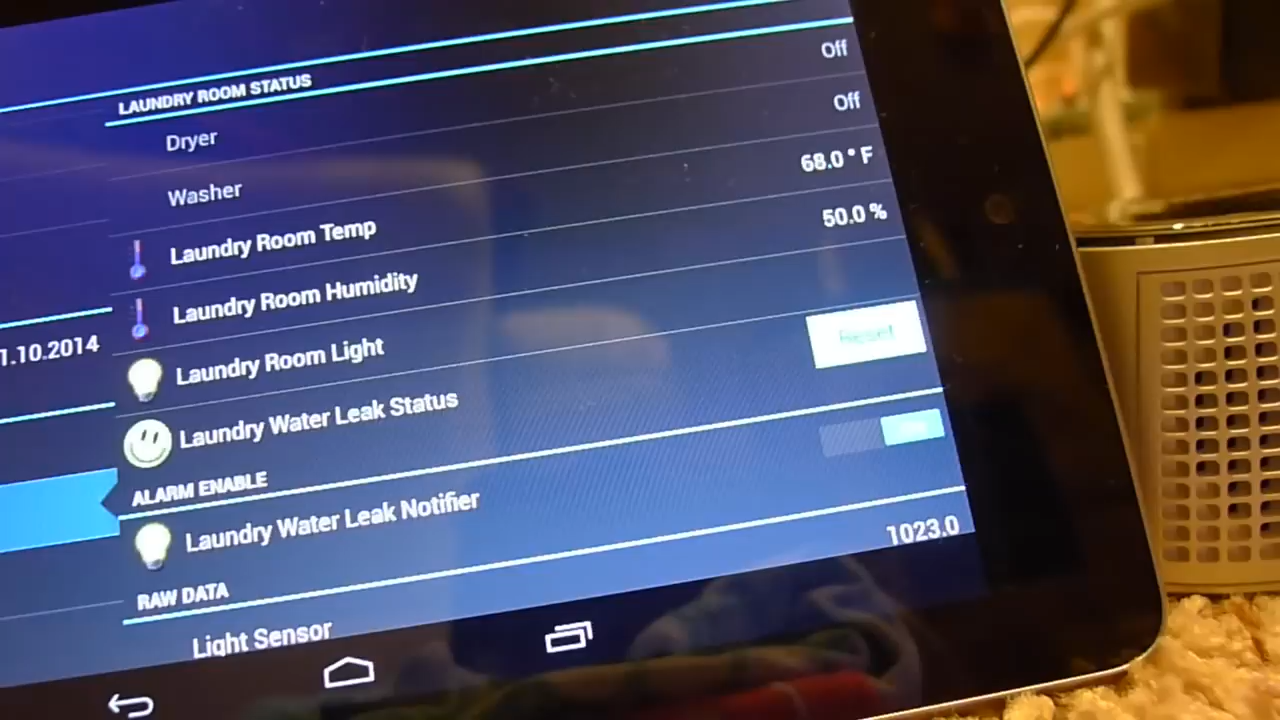 LAUNDRY ROOM STATUS
Dryer Off
Washer Off
Laundry Room Temp 68.0 ° F
Laundry Room Humidity 50.0 %
Laundry Room Light
1.10.2014
Laundry Water Leak Status Reset
ALARM ENABLE
Laundry Water Leak Notifier
RAW DATA
Light Sensor 1023.0